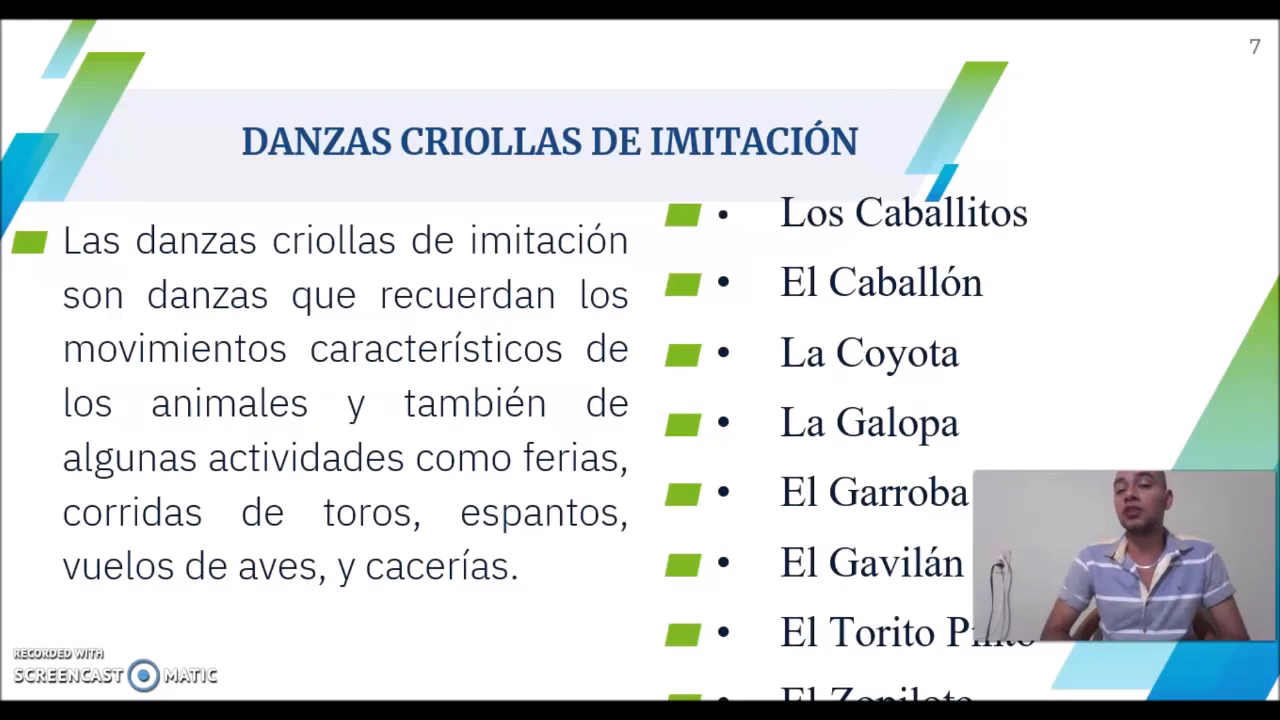 7
DANZAS CRIOLLAS DE IMITACIÓN
Las danzas criollas de imitación
son danzas que recuerdan los
movimientos característicos de
los animales y también de
algunas actividades como ferias,
corridas de toros, espantos,
vuelos de aves, y cacerías.
• Los Caballitos
• El Caballón
• La Coyota
• La Galopa
• El Garroba
• El Gavilán
• El Torito Pinto
• El Zopilote
RECORDED WITH
SCREENCAST MATIC